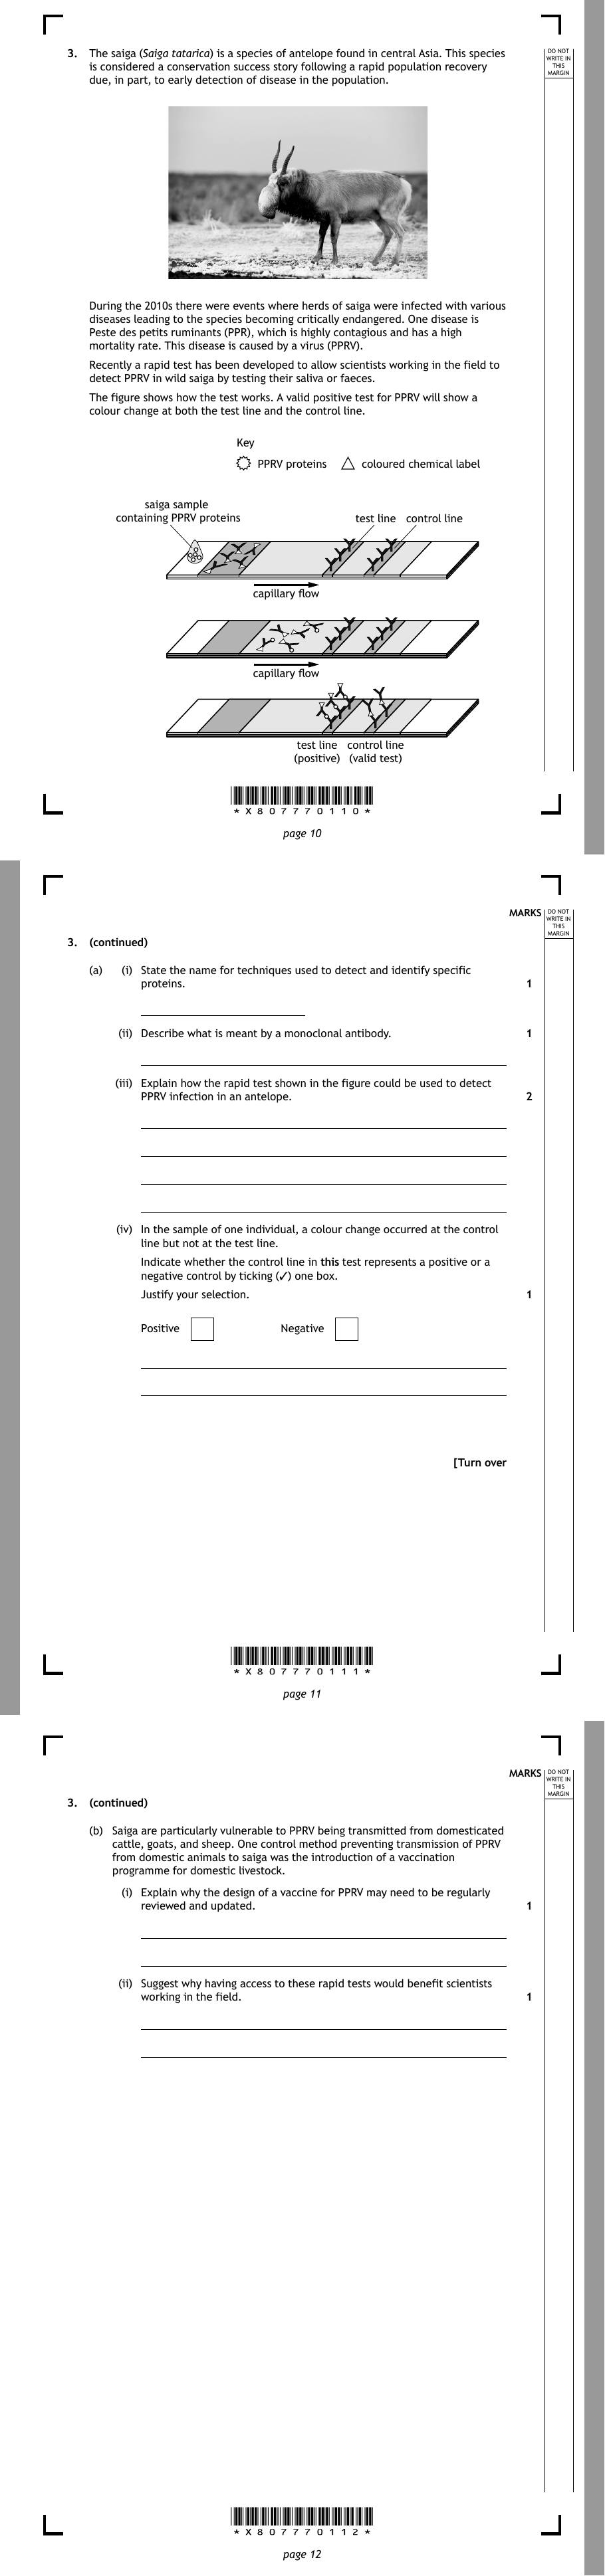 3. The saiga (Saiga tatarica) is a species of antelope found in central Asia. This species
is considered a conservation success story following a rapid population recovery
due, in part, to early detection of disease in the population.
DO NOT
WRITE IN
THIS
MARGIN
During the 2010s there were events where herds of saiga were infected with various
diseases leading to the species becoming critically endangered. One disease is
Peste des petits ruminants (PPR), which is highly contagious and has a high
mortality rate. This disease is caused by a virus (PPRV).
Recently a rapid test has been developed to allow scientists working in the field to
detect PPRV in wild saiga by testing their saliva or faeces.
The figure shows how the test works. A valid positive test for PPRV will show a
colour change at both the test line and the control line.
Key
PPRV proteins coloured chemical label
saiga sample
containing PPRV proteins
test line control line
capillary flow
capillary flow
test line control line
(positive) (valid test)
* X 8 0 7 7 7 0 1 1 0 *
page 10
MARKS
DO NOT
WRITE IN
THIS
MARGIN
3. (continued)
(a) (i) State the name for techniques used to detect and identify specific
proteins. 1
(ii) Describe what is meant by a monoclonal antibody. 1
(iii) Explain how the rapid test shown in the figure could be used to detect
PPRV infection in an antelope. 2
(iv) In the sample of one individual, a colour change occurred at the control
line but not at the test line.
Indicate whether the control line in this test represents a positive or a
negative control by ticking (✓) one box.
Justify your selection. 1
Positive Negative
[Turn over
* X 8 0 7 7 7 0 1 1 1 *
page 11
MARKS
DO NOT
WRITE IN
THIS
MARGIN
3. (continued)
(b) Saiga are particularly vulnerable to PPRV being transmitted from domesticated
cattle, goats, and sheep. One control method preventing transmission of PPRV
from domestic animals to saiga was the introduction of a vaccination
programme for domestic livestock.
(i) Explain why the design of a vaccine for PPRV may need to be regularly
reviewed and updated. 1
(ii) Suggest why having access to these rapid tests would benefit scientists
working in the field. 1
* X 8 0 7 7 7 0 1 1 2 *
page 12